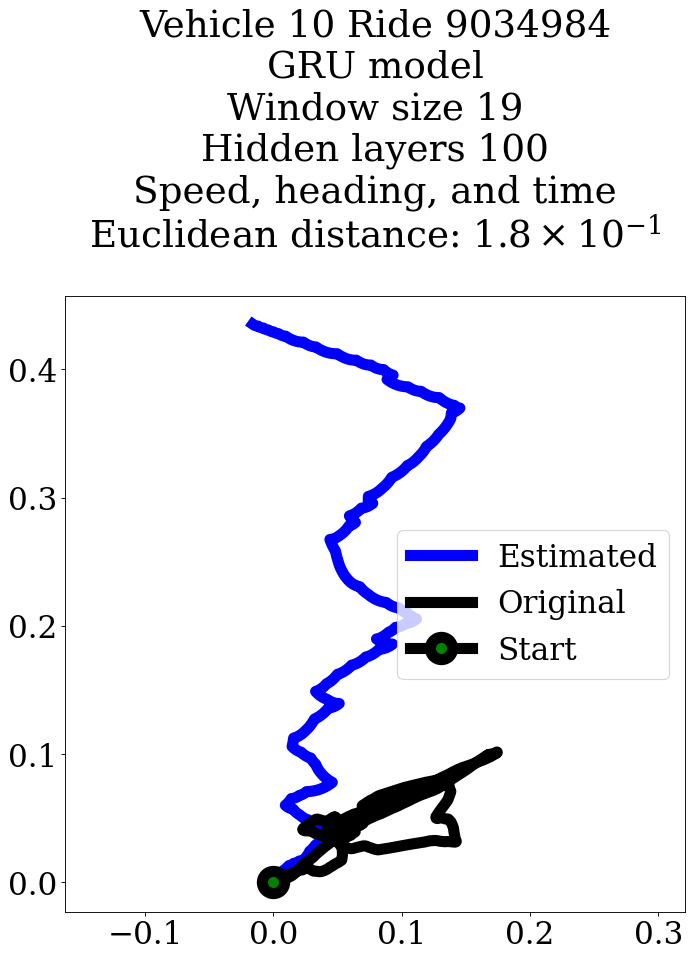 Vehicle 10 Ride 9034984
GRU model
Window size 19
Hidden layers 100
Speed, heading, and time
Euclidean distance: 1.8 × 10⁻¹
0.4
0.3
0.2
0.1
0.0
Estimated
Original
Start
−0.1
0.0
0.1
0.2
0.3